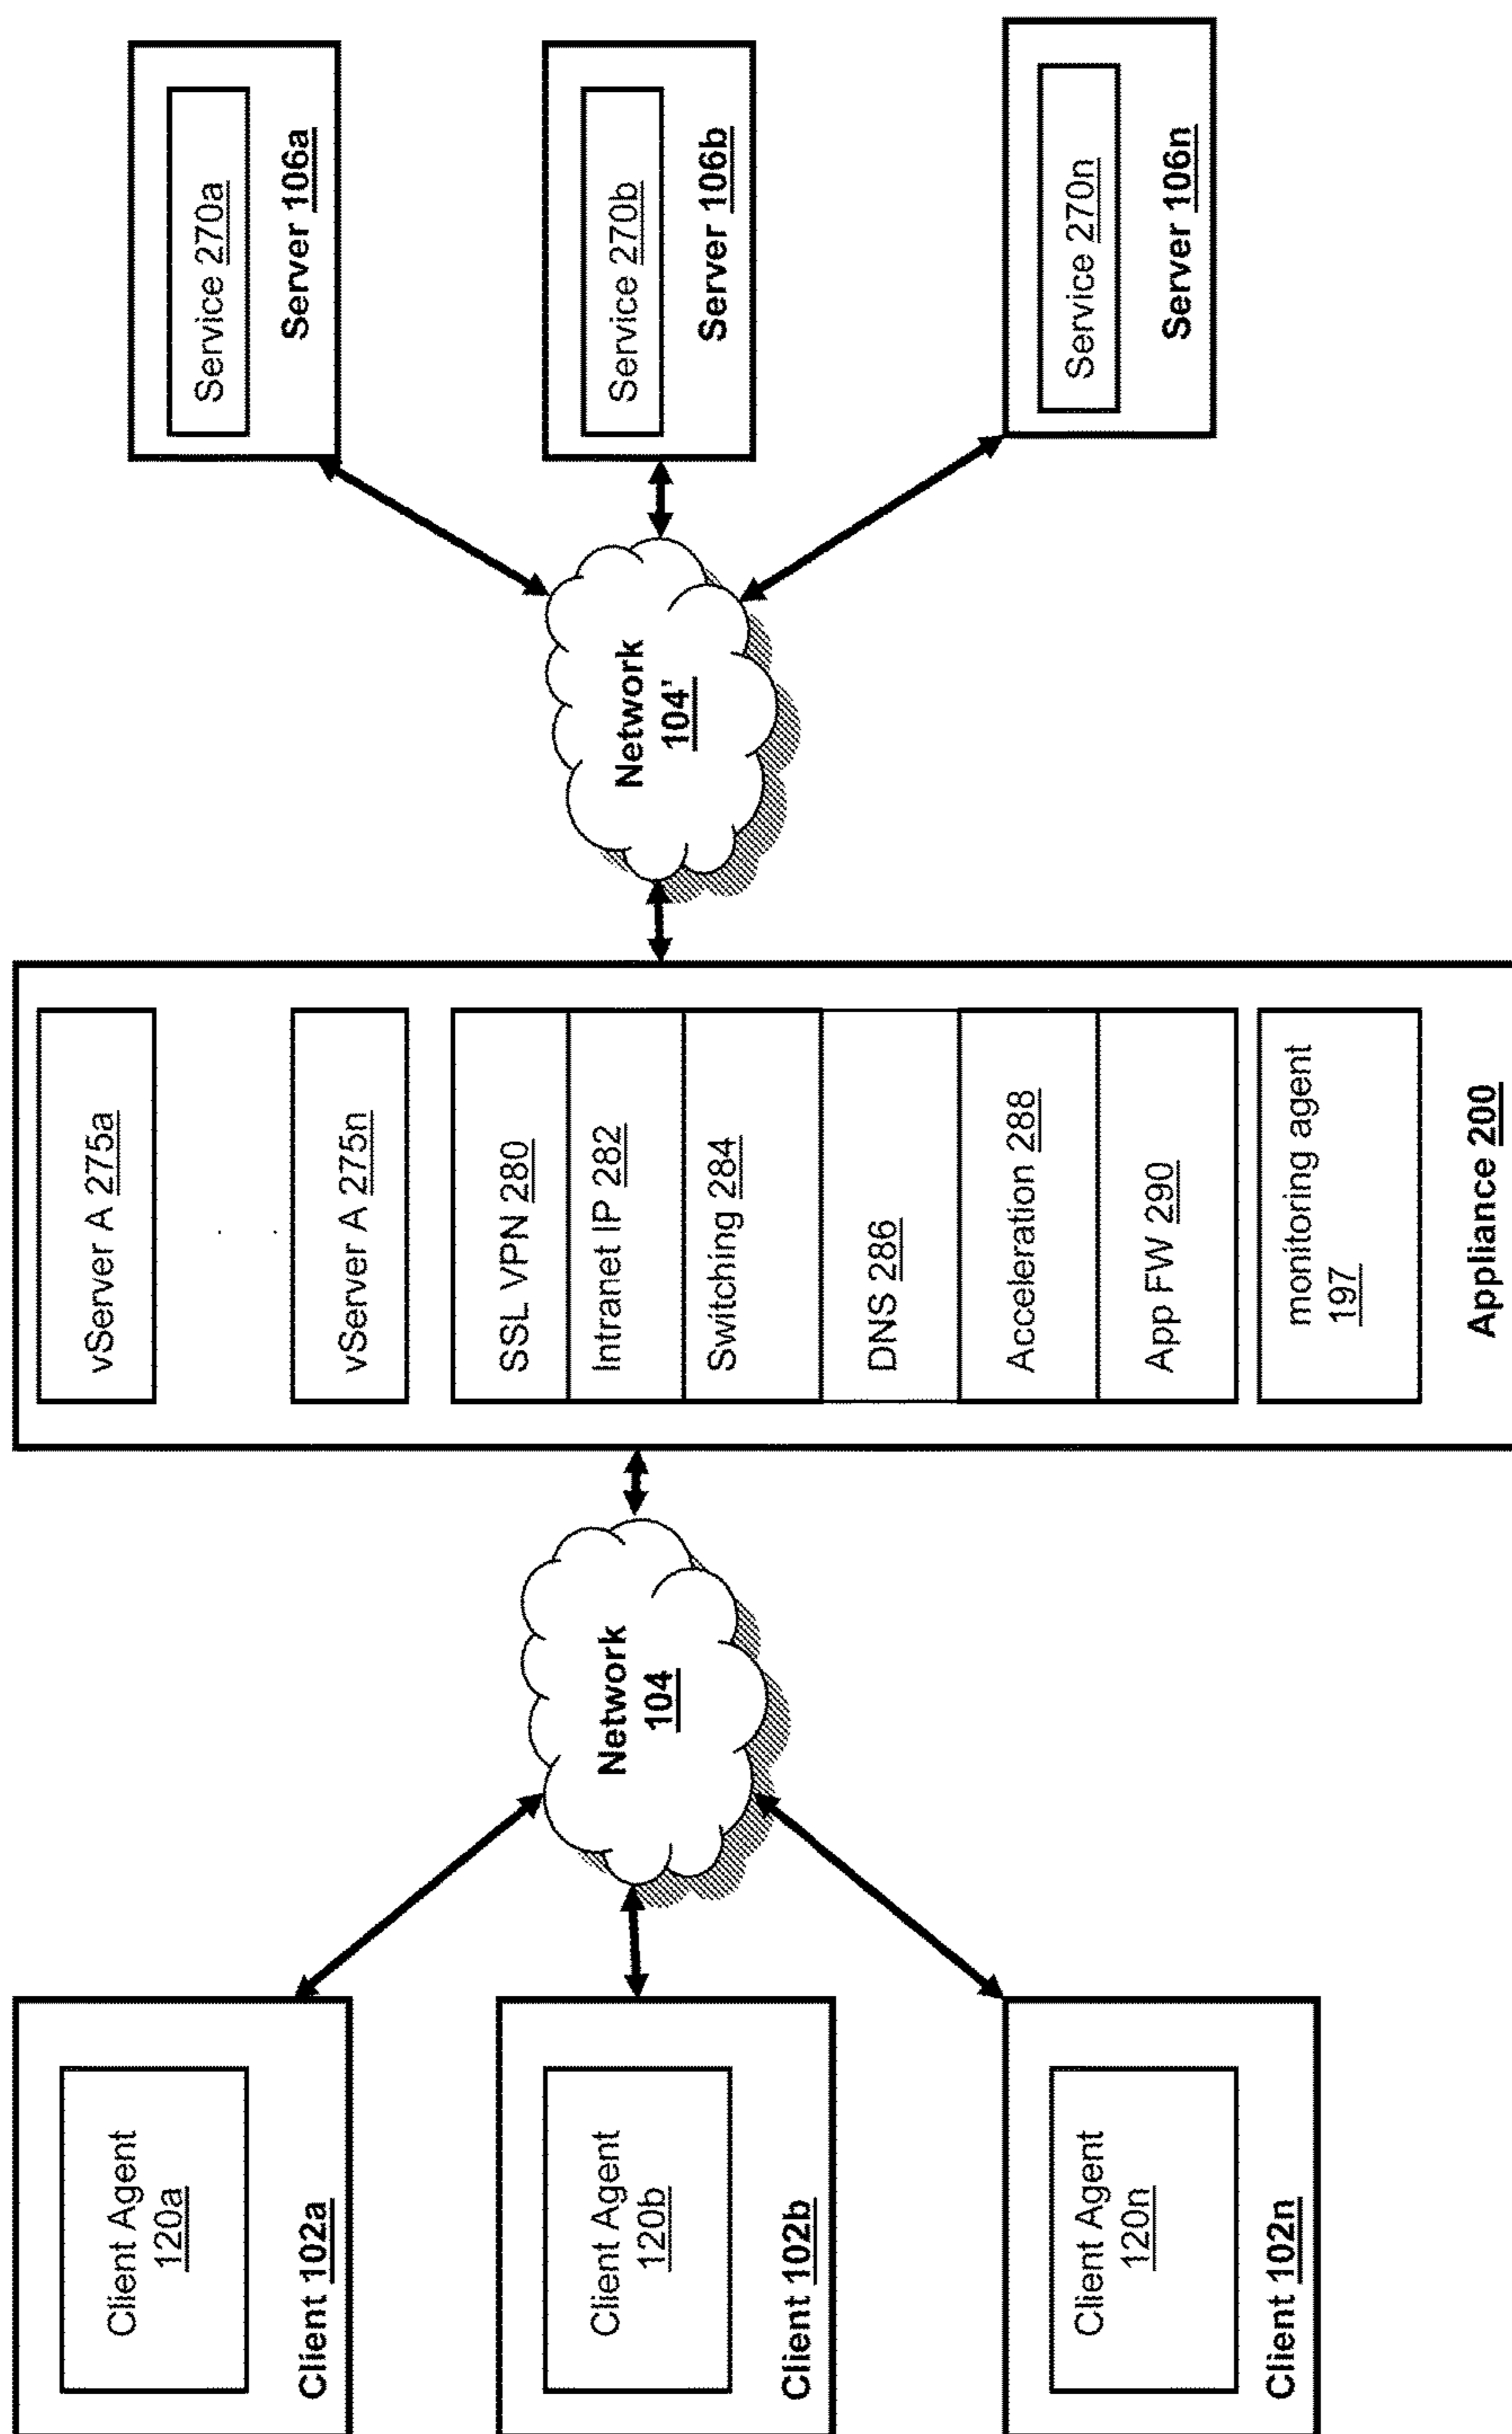 Client Agent
120a
Client 102a
Client Agent
120b
Client 102b
Client Agent
120n
Client 102n
Network
104
vServer A 275a
vServer A 275n
SSL VPN 280
Intranet IP 282
Switching 284
DNS 286
Acceleration 288
App FW 290
monitoring agent
197
Appliance 200
Network
104'
Service 270a
Server 106a
Service 270b
Server 106b
Service 270n
Server 106n